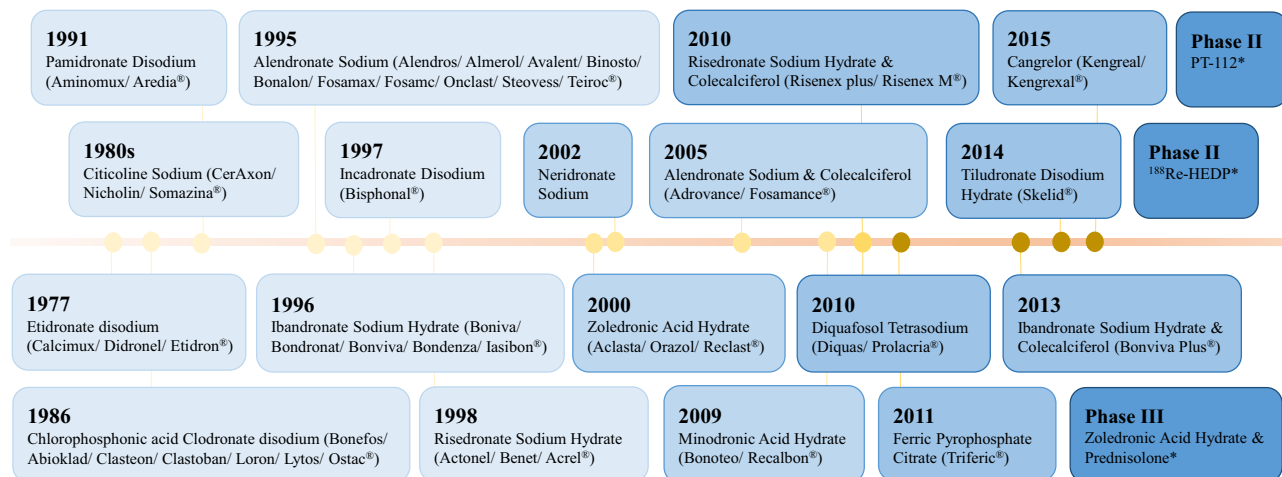 1991
Pamidronate Disodium
(Aminomux/ Aredia®)
1995
Alendronate Sodium (Alendros/ Almerol/ Avalent/ Binosto/
Bonalon/ Fosamax/ Fosamc/ Onclast/ Steovess/ Teiroc®)
2010
Risedronate Sodium Hydrate &
Colecalciferol (Risenex plus/ Risenex M®)
2015
Cangrelor (Kengreal/
Kengrexal®)
Phase II
PT-112*
1980s
Citicoline Sodium (CerAxon/
Nicholin/ Somazina®)
1997
Incadronate Disodium
(Bisphonal®)
2002
Neridronate
Sodium
2005
Alendronate Sodium & Colecalciferol
(Adrovance/ Fosamance®)
2014
Tiludronate Disodium
Hydrate (Skelid®)
Phase II
¹⁸⁸Re-HEDP*
1977
Etidronate disodium
(Calcimux/ Didronel/ Etidron®)
1996
Ibandronate Sodium Hydrate (Boniva/
Bondronat/ Bonviva/ Bondenza/ Iasibon®)
2000
Zoledronic Acid Hydrate
(Aclasta/ Orazol/ Reclast®)
2010
Diquafosol Tetrasodium
(Diquas/ Prolacria®)
2013
Ibandronate Sodium Hydrate &
Colecalciferol (Bonviva Plus®)
1986
Chlorophosphonic acid Clodronate disodium (Bonefos/
Abioklad/ Clasteon/ Clastoban/ Loron/ Lytos/ Ostac®)
1998
Risedronate Sodium Hydrate
(Actonel/ Benet/ Acrel®)
2009
Minodronic Acid Hydrate
(Bonoteo/ Recalbon®)
2011
Ferric Pyrophosphate
Citrate (Triferic®)
Phase III
Zoledronic Acid Hydrate &
Prednisolone*